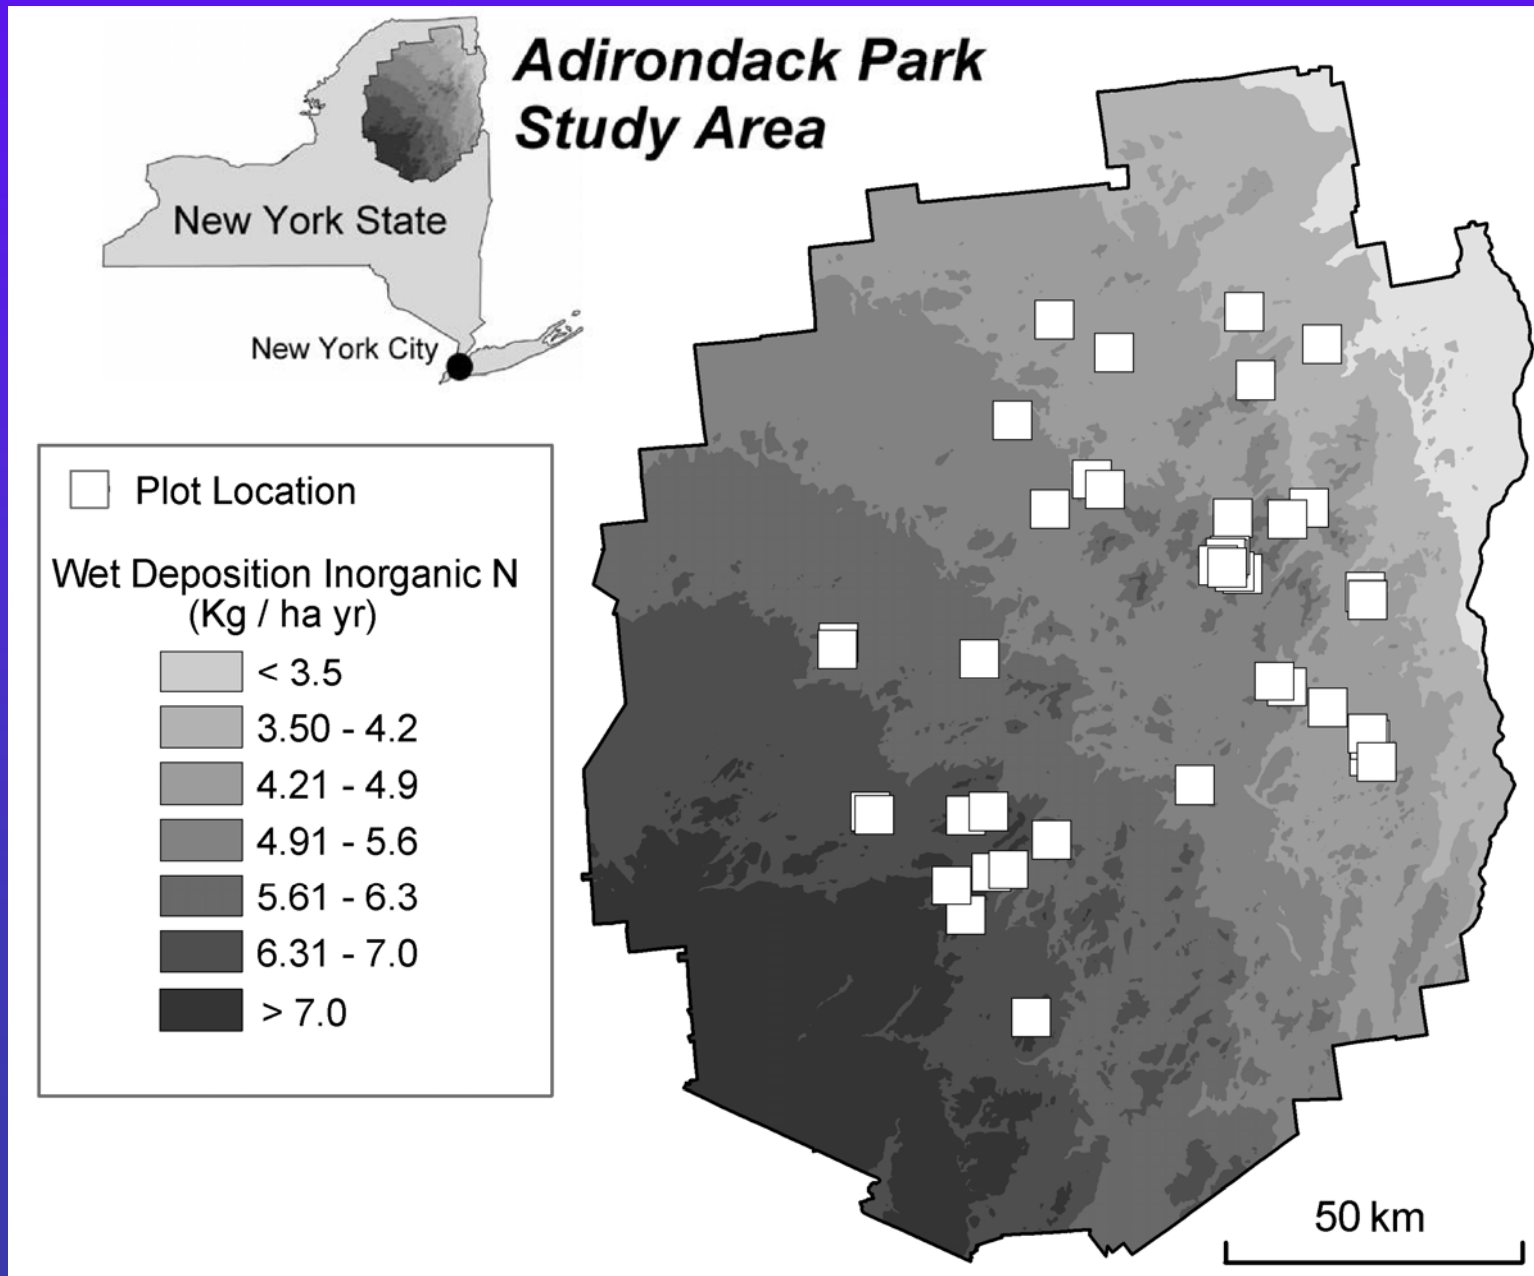 Adirondack Park
Study Area
New York State
New York City
Plot Location
Wet Deposition Inorganic N
(Kg / ha yr)
< 3.5
3.50 - 4.2
4.21 - 4.9
4.91 - 5.6
5.61 - 6.3
6.31 - 7.0
> 7.0
50 km